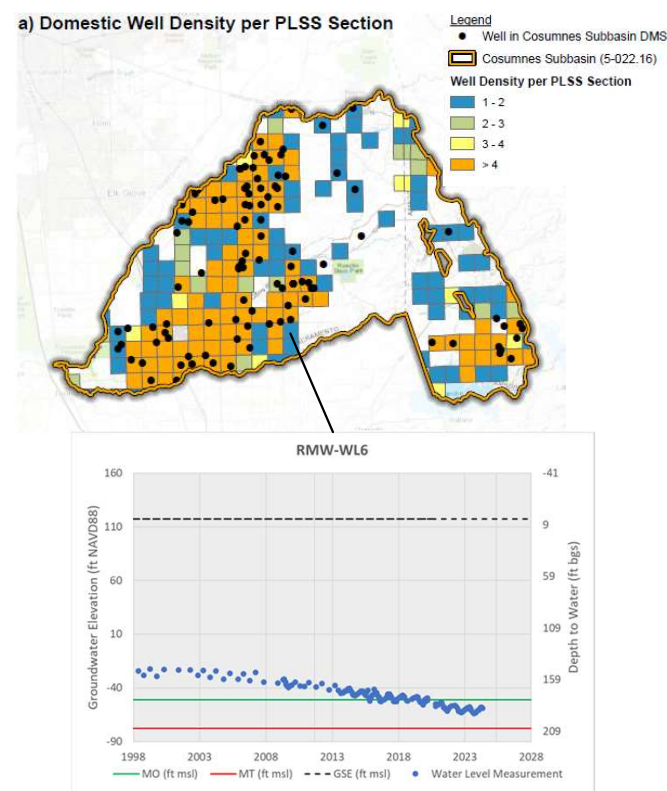 a) Domestic Well Density per PLSS Section
Legend
Well in Cosumnes Subbasin DMS
Cosumnes Subbasin (5-022.16)
Well Density per PLSS Section
1 - 2
2 - 3
3 - 4
> 4
Elk Grove
SACRAMENTO
RMW-WL6
Groundwater Elevation (ft NAVD88)
160
110
60
10
-40
-90
Depth to Water (ft bgs)
-41
9
59
109
159
209
1998 2003 2008 2013 2018 2023 2028
MO (ft msl) MT (ft msl) GSE (ft msl) Water Level Measurement